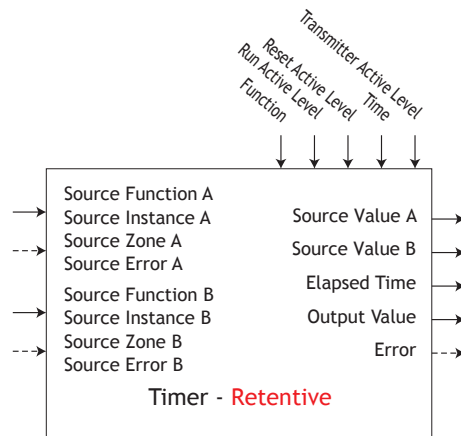 Function
Run Active Level
Reset Active Level
Time
Transmitter Active Level
Source Function A
Source Instance A
Source Zone A
Source Error A
Source Function B
Source Instance B
Source Zone B
Source Error B
Source Value A
Source Value B
Elapsed Time
Output Value
Error
Timer - Retentive